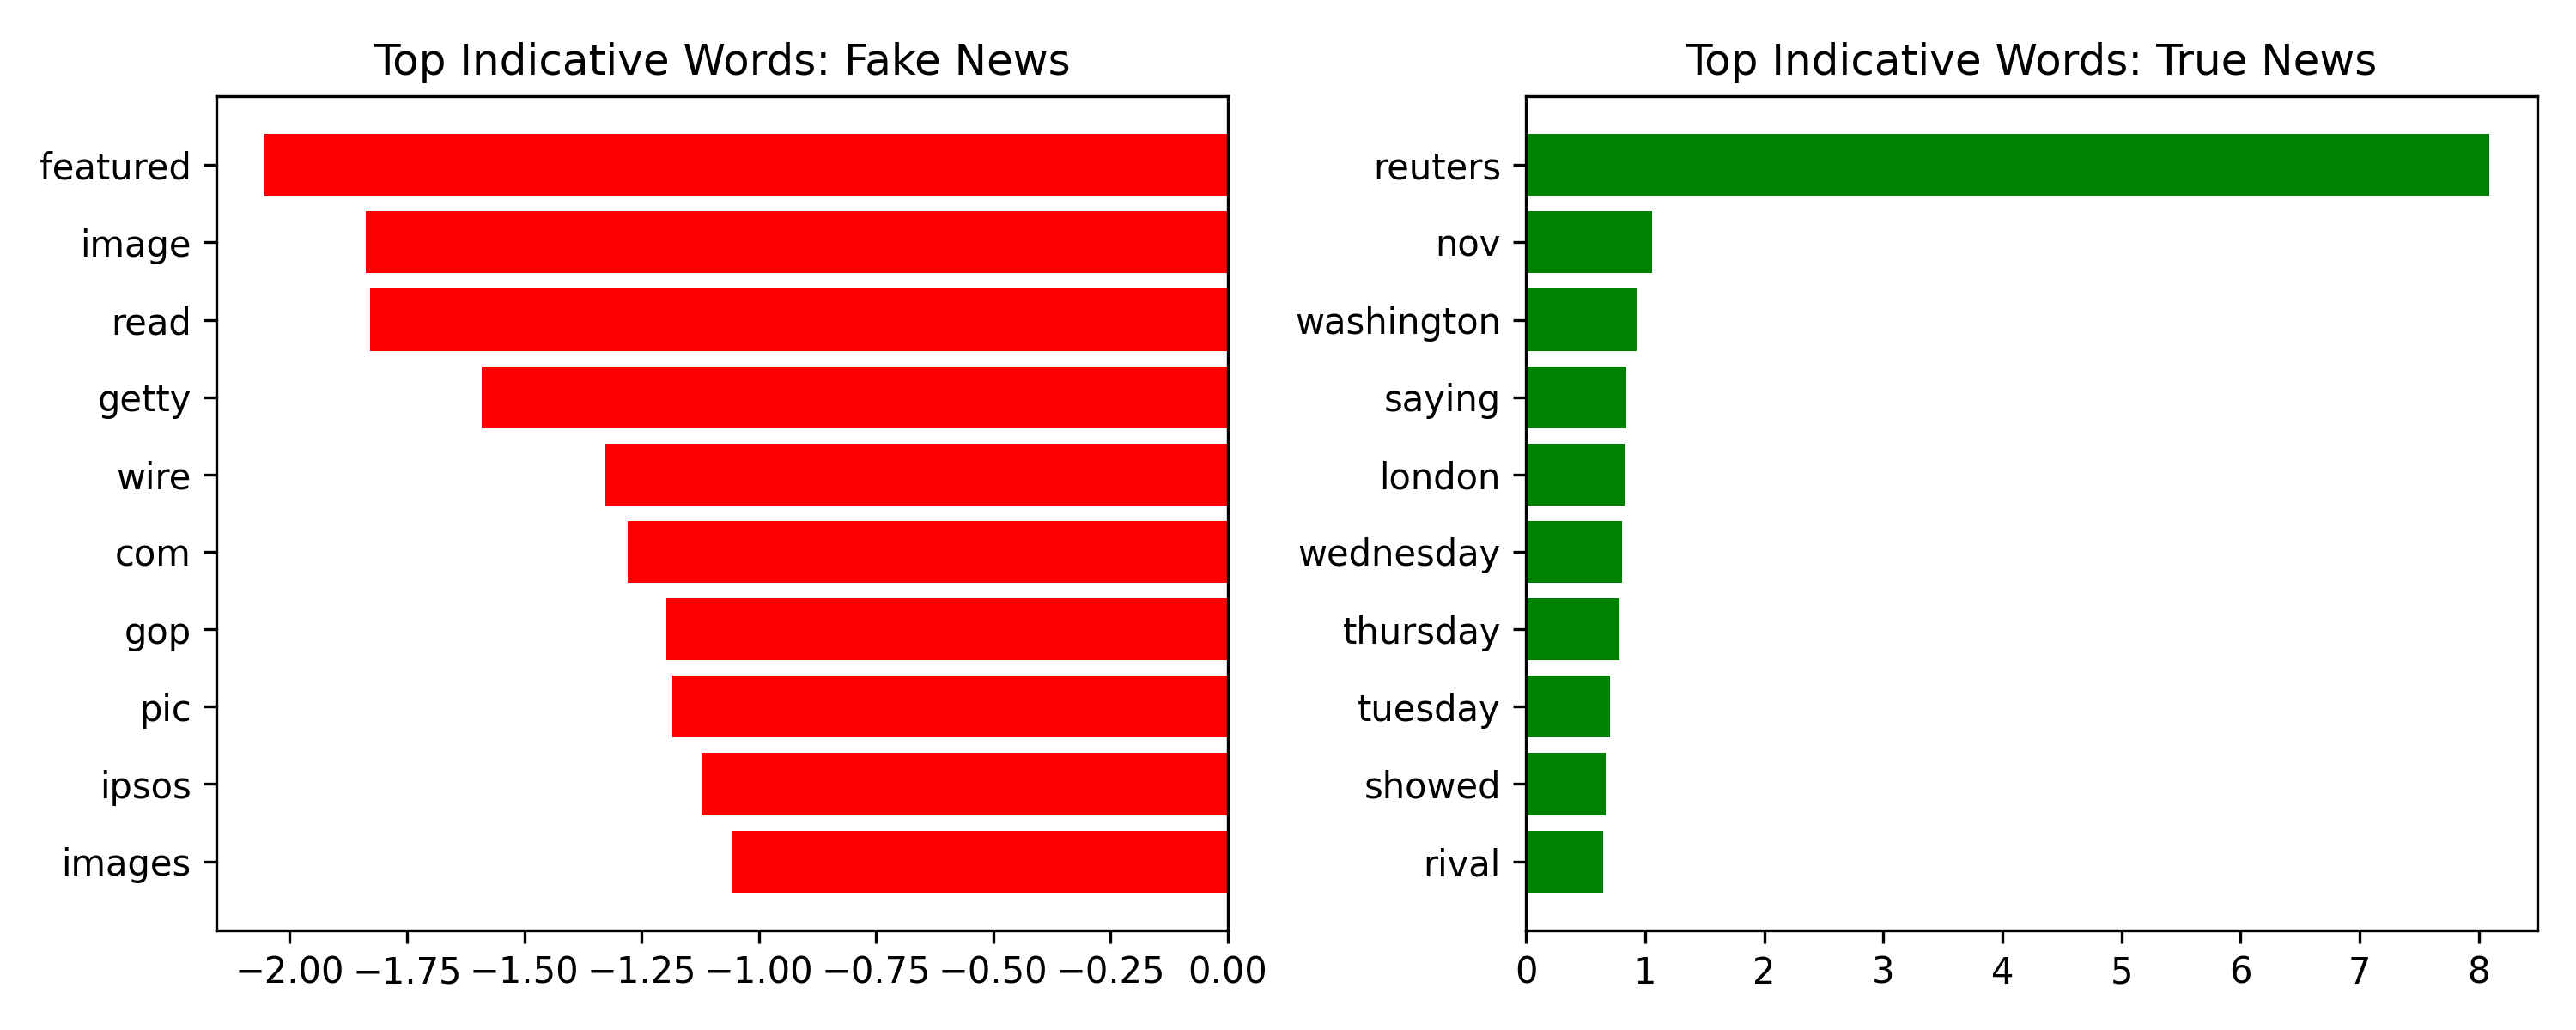 Top Indicative Words: Fake News
featured
image
read
getty
wire
com
gop
pic
ipsos
images
−2.00 −1.75 −1.50 −1.25 −1.00 −0.75 −0.50 −0.25 0.00
Top Indicative Words: True News
reuters
nov
washington
saying
london
wednesday
thursday
tuesday
showed
rival
0 1 2 3 4 5 6 7 8